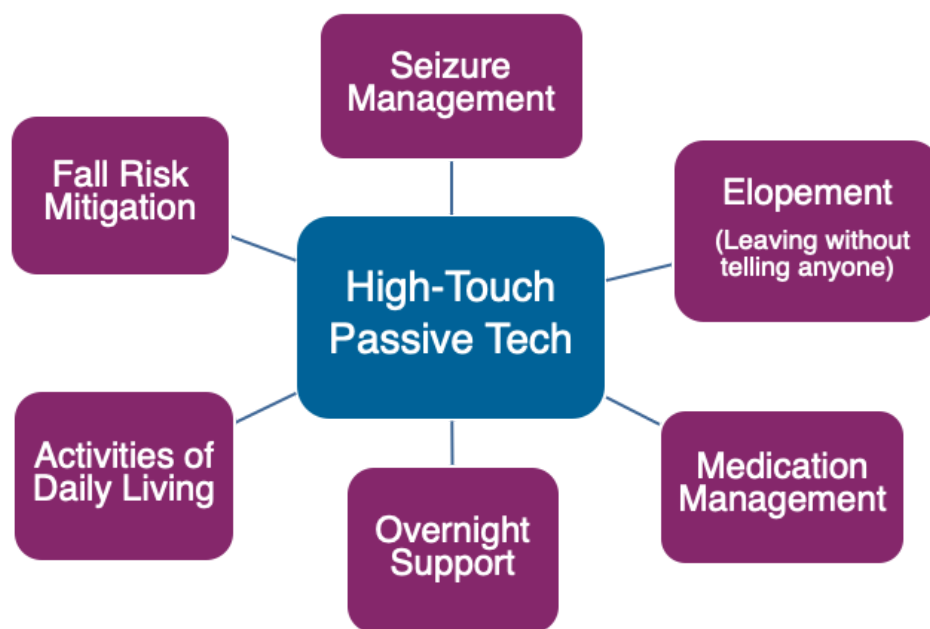 Seizure
Management
Fall Risk
Mitigation
Elopement
(Leaving without
telling anyone)
High-Touch
Passive Tech
Activities of
Daily Living
Medication
Management
Overnight
Support